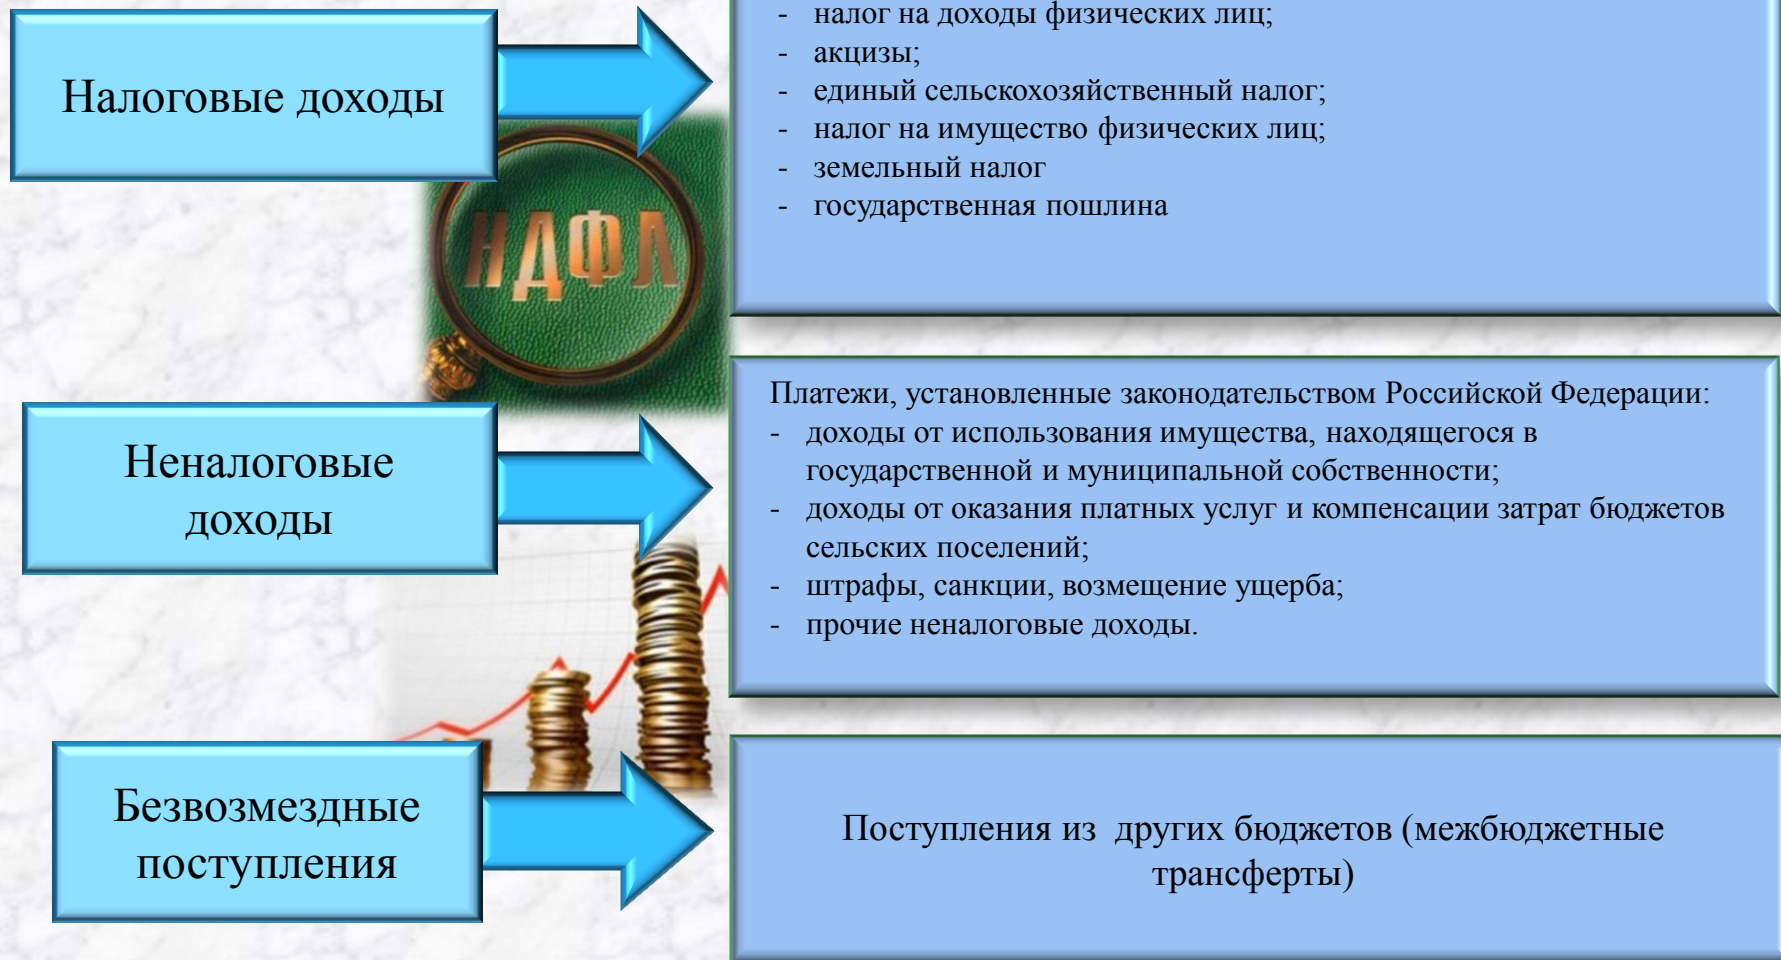 Налоговые доходы
- налог на доходы физических лиц;
- акцизы;
- единый сельскохозяйственный налог;
- налог на имущество физических лиц;
- земельный налог
- государственная пошлина
НДФЛ
Неналоговые
доходы
Платежи, установленные законодательством Российской Федерации:
- доходы от использования имущества, находящегося в
государственной и муниципальной собственности;
- доходы от оказания платных услуг и компенсации затрат бюджетов
сельских поселений;
- штрафы, санкции, возмещение ущерба;
- прочие неналоговые доходы.
Безвозмездные
поступления
Поступления из других бюджетов (межбюджетные
трансферты)